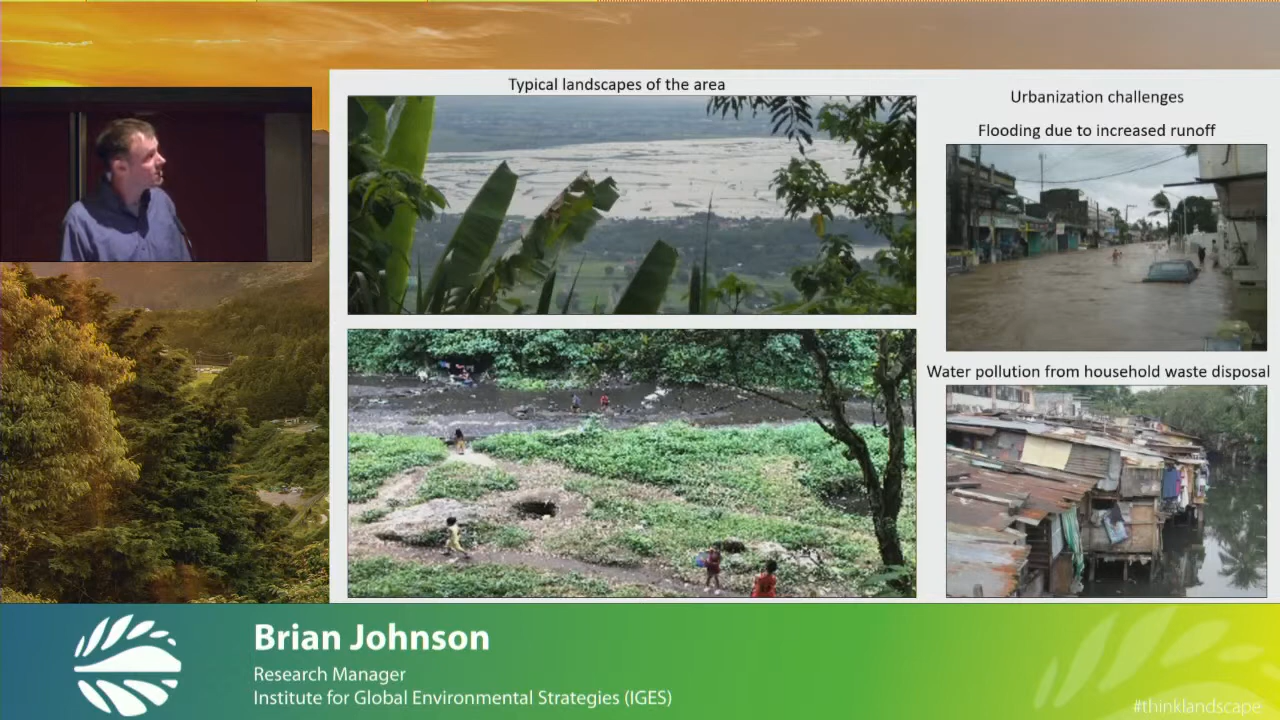 Typical landscapes of the area
Urbanization challenges
Flooding due to increased runoff
Water pollution from household waste disposal
Brian Johnson
Research Manager
Institute for Global Environmental Strategies (IGES)
#thinklandscape